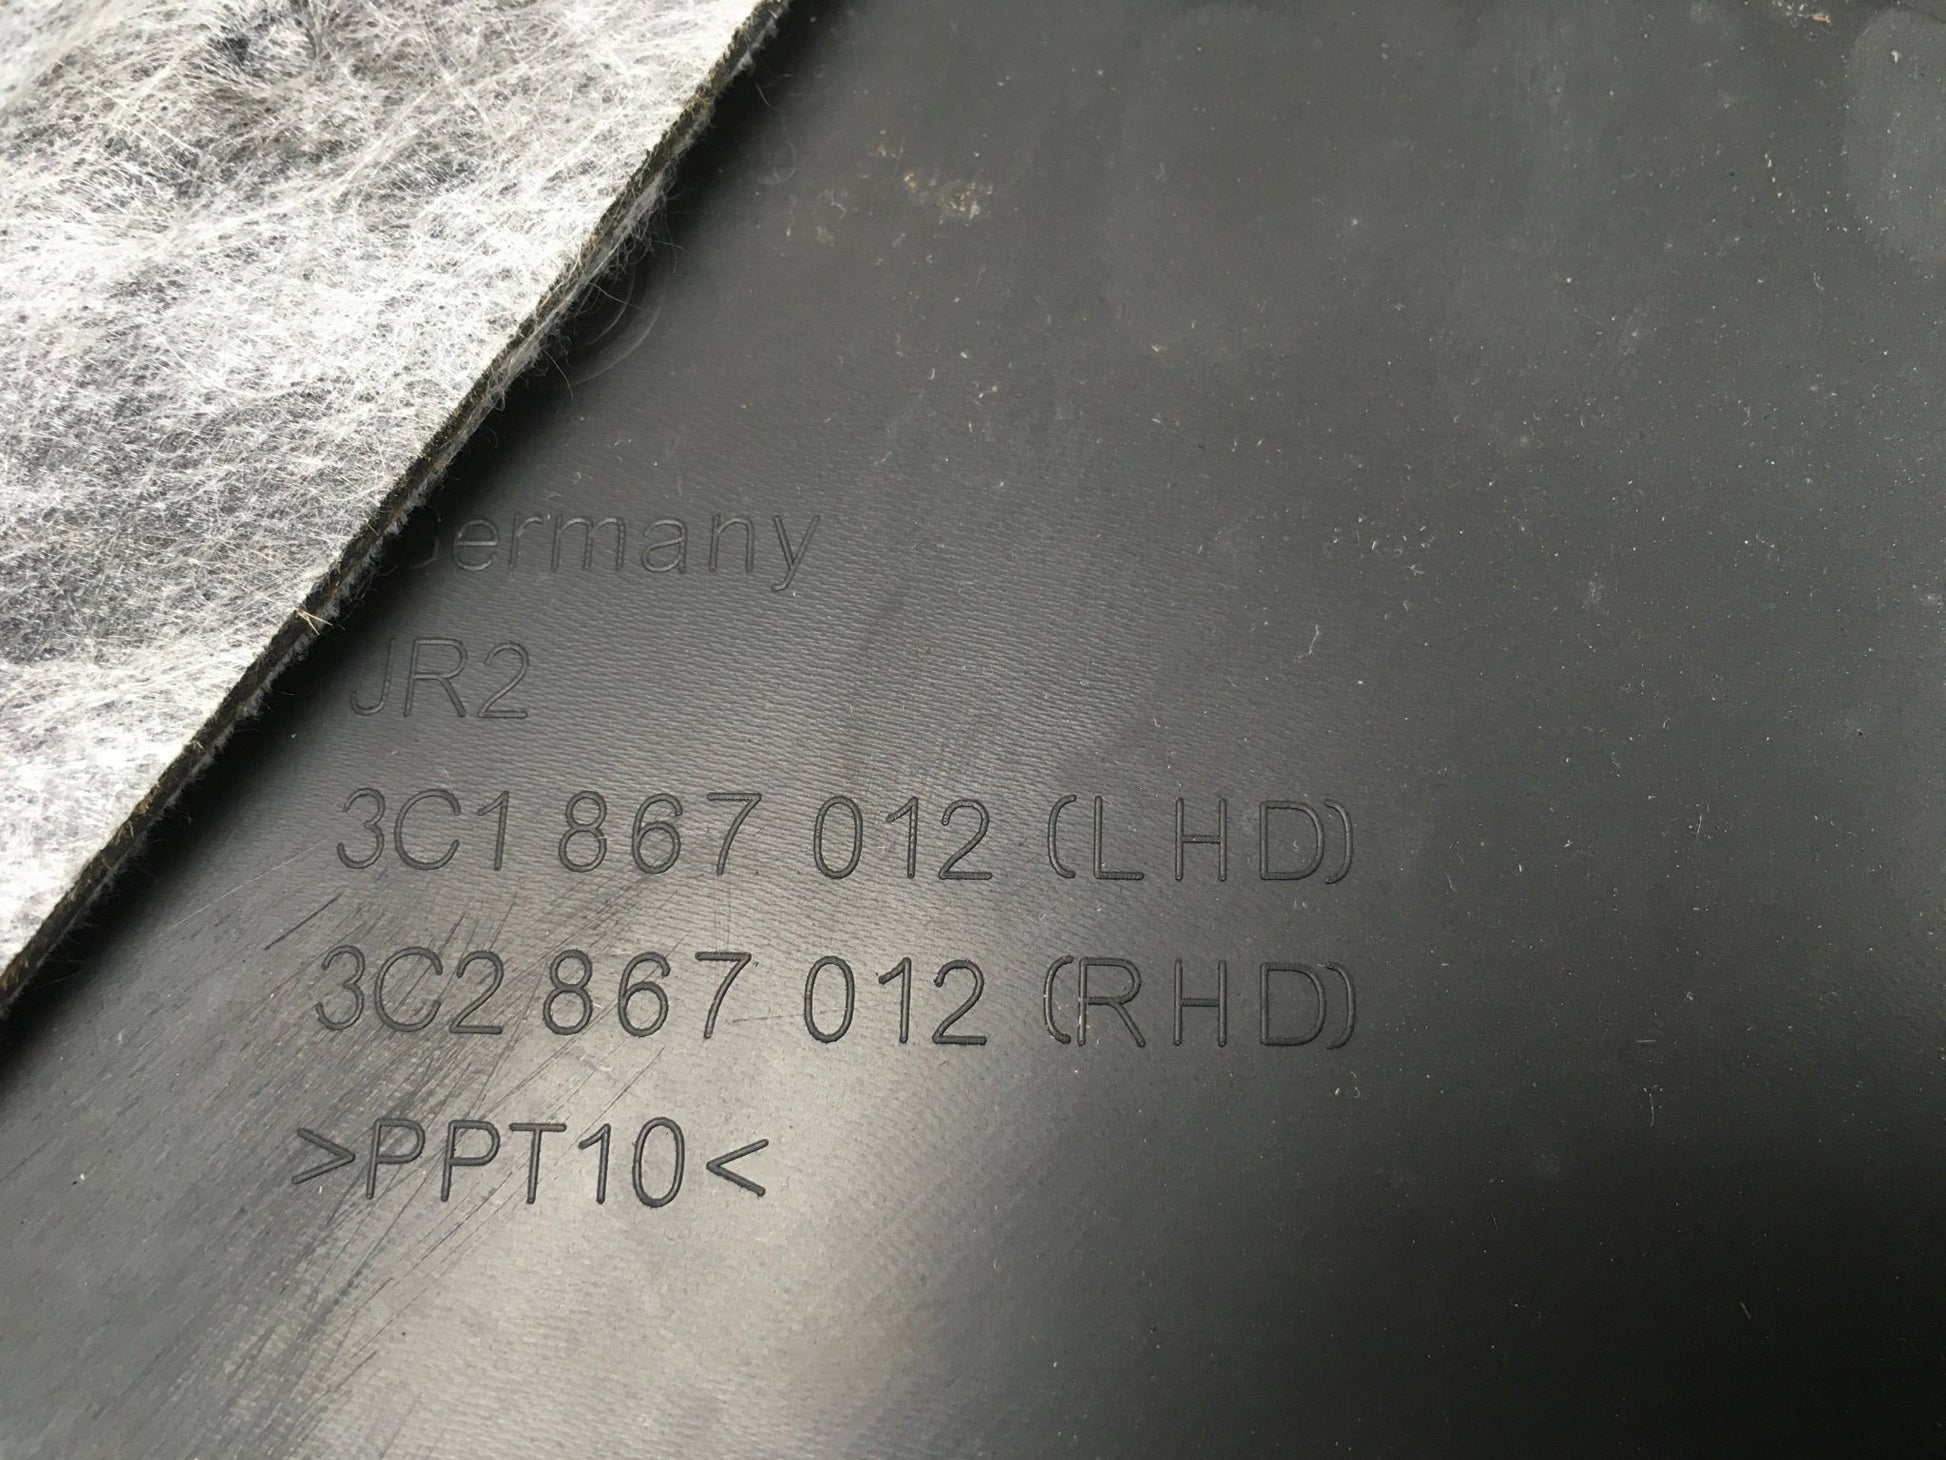 Germany
JR2
3C1 867 012 (LHD)
3C2 867 012 (RHD)
>PPT10<